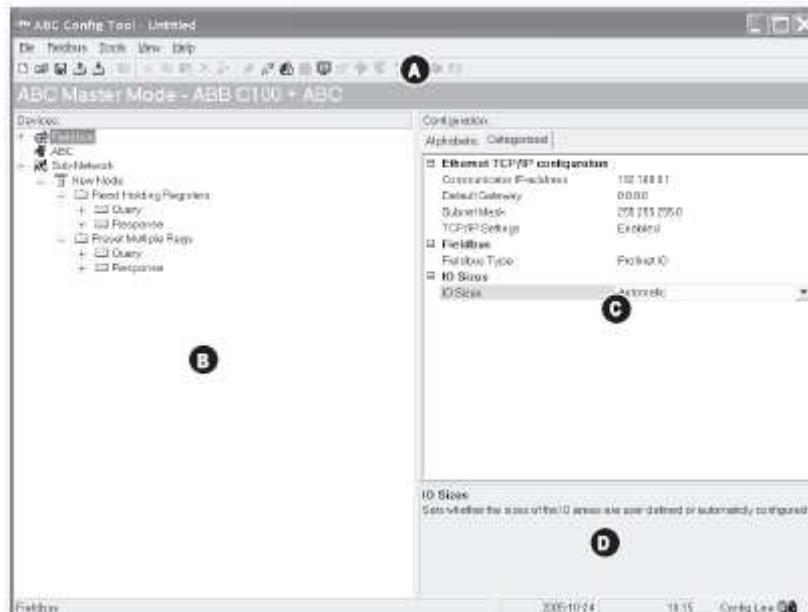 ABC Config Tool - Untitled
File Fieldbus Tools View Help
A
ABC Master Mode - ABB C100 + ABC
Devices:
Fieldbus
ABC
Sub-Network
New Node
Read Holding Registers
Query
Response
Preset Multiple Regs
Query
Response
B
Configuration:
Alphabetic Categorized
Ethernet TCP/IP configuration
Communicator IP-address 192.168.0.1
Default Gateway 0.0.0.0
Subnet Mask 255.255.255.0
TCP/IP Settings Enabled
Fieldbus
Fieldbus Type Profinet IO
IO Sizes
IO Sizes Automatic
C
IO Sizes
Sets whether the sizes of the IO areas are user defined or automatically configured
D
Fieldbus 2005-10-24 Config Line